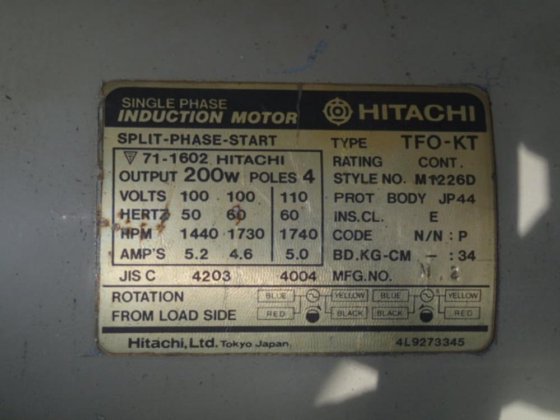 SINGLE PHASE
INDUCTION MOTOR
HITACHI
SPLIT-PHASE-START
TYPE TFO-KT
▽ 71-1602 HITACHI
RATING CONT.
OUTPUT 200W POLES 4
STYLE NO. M1226D
VOLTS 100 100 110
PROT BODY JP44
HERTZ 50 60 60
INS.CL. E
RPM 1440 1730 1740
CODE N/N : P
AMP'S 5.2 4.6 5.0
BD.KG-CM - : 34
JIS C 4203 4004
MFG.NO.
ROTATION BLUE YELLOW BLUE YELLOW
FROM LOAD SIDE RED BLACK BLACK RED
Hitachi, Ltd. Tokyo Japan.
4L9273345